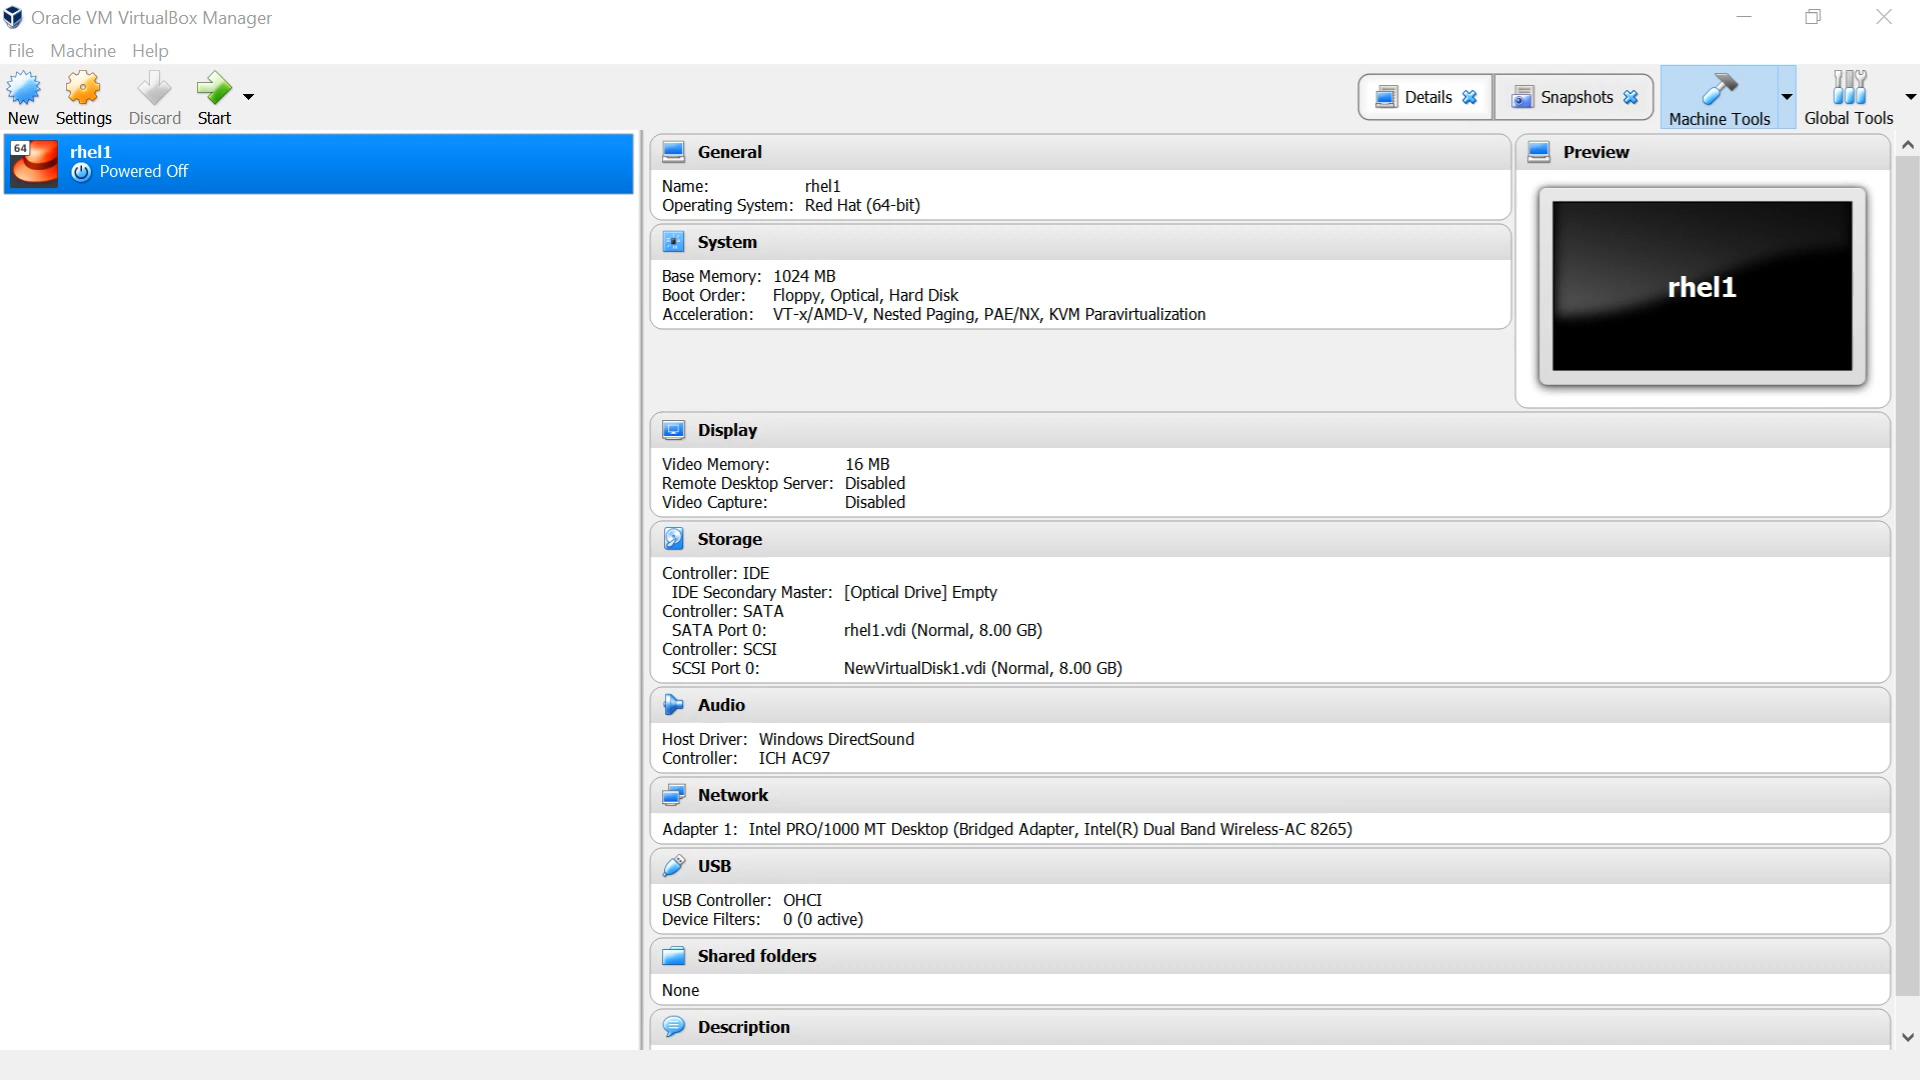 Oracle VM VirtualBox Manager
File Machine Help
New Settings Discard Start
Details Snapshots Machine Tools Global Tools
64
rhel1
Powered Off
General
Name: rhel1
Operating System: Red Hat (64-bit)
System
Base Memory: 1024 MB
Boot Order: Floppy, Optical, Hard Disk
Acceleration: VT-x/AMD-V, Nested Paging, PAE/NX, KVM Paravirtualization
Preview
rhel1
Display
Video Memory: 16 MB
Remote Desktop Server: Disabled
Video Capture: Disabled
Storage
Controller: IDE
IDE Secondary Master: [Optical Drive] Empty
Controller: SATA
SATA Port 0: rhel1.vdi (Normal, 8.00 GB)
Controller: SCSI
SCSI Port 0: NewVirtualDisk1.vdi (Normal, 8.00 GB)
Audio
Host Driver: Windows DirectSound
Controller: ICH AC97
Network
Adapter 1: Intel PRO/1000 MT Desktop (Bridged Adapter, Intel(R) Dual Band Wireless-AC 8265)
USB
USB Controller: OHCI
Device Filters: 0 (0 active)
Shared folders
None
Description